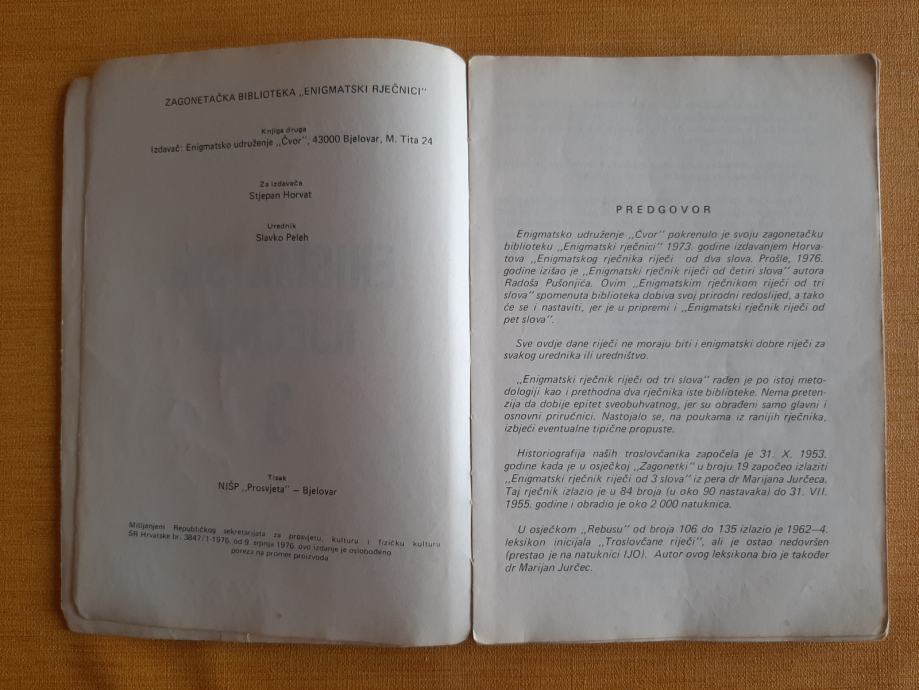 ZAGONETAČKA BIBLIOTEKA „ENIGMATSKI RJEČNICI"
Knjiga druga
Izdavač: Enigmatsko udruženje „Čvor", 43000 Bjelovar, M. Tita 24
Za izdavača
Stjepan Horvat
Urednik
Slavko Peleh
Tisak
NIŠP „Prosvjeta" – Bjelovar
Mišljenjem Republičkog sekretarijata za prosvjetu, kulturu i fizičku kulturu
SR Hrvatske br. 3847/1-1976. od 9. srpnja 1976. ovo izdanje je oslobođeno
poreza na promet proizvoda
PREDGOVOR
Enigmatsko udruženje „Čvor" pokrenulo je svoju zagonetačku
biblioteku „Enigmatski rječnici" 1973. godine izdavanjem Horva-
tova „Enigmatskog rječnika riječi od dva slova. Prošle, 1976.
godine izišao je „Enigmatski rječnik riječi od četiri slova" autora
Radoša Pušonjića. Ovim „Enigmatskim rječnikom riječi od tri
slova" spomenuta biblioteka dobiva svoj prirodni redoslijed, a tako
će se i nastaviti, jer je u pripremi i „Enigmatski rječnik riječi od
pet slova".
Sve ovdje dane riječi ne moraju biti i enigmatski dobre riječi za
svakog urednika ili uredništvo.
„Enigmatski rječnik riječi od tri slova" rađen je po istoj meto-
dologiji kao i prethodna dva rječnika iste biblioteke. Nema preten-
zija da dobije epitet sveobuhvatnog, jer su obrađeni samo glavni i
osnovni priručnici. Nastojalo se, na poukama iz ranijih rječnika,
izbjeći eventualne tipične propuste.
Historiografija naših troslovčanika započela je 31. X. 1953.
godine kada je u osječkoj „Zagonetki" u broju 19 započeo izlaziti
„Enigmatski rječnik riječi od 3 slova" iz pera dr Marijana Jurčeca.
Taj rječnik izlazio je u 84 broja (u oko 90 nastavaka) do 31. VII.
1955. godine i obradio je oko 2 000 natuknica.
U osječkom „Rebusu" od broja 106 do 135 izlazio je 1962–4.
leksikon inicijala „Troslovčane riječi", ali je ostao nedovršen
(prestao je na natuknici IJO). Autor ovog leksikona bio je također
dr Marijan Jurčec.